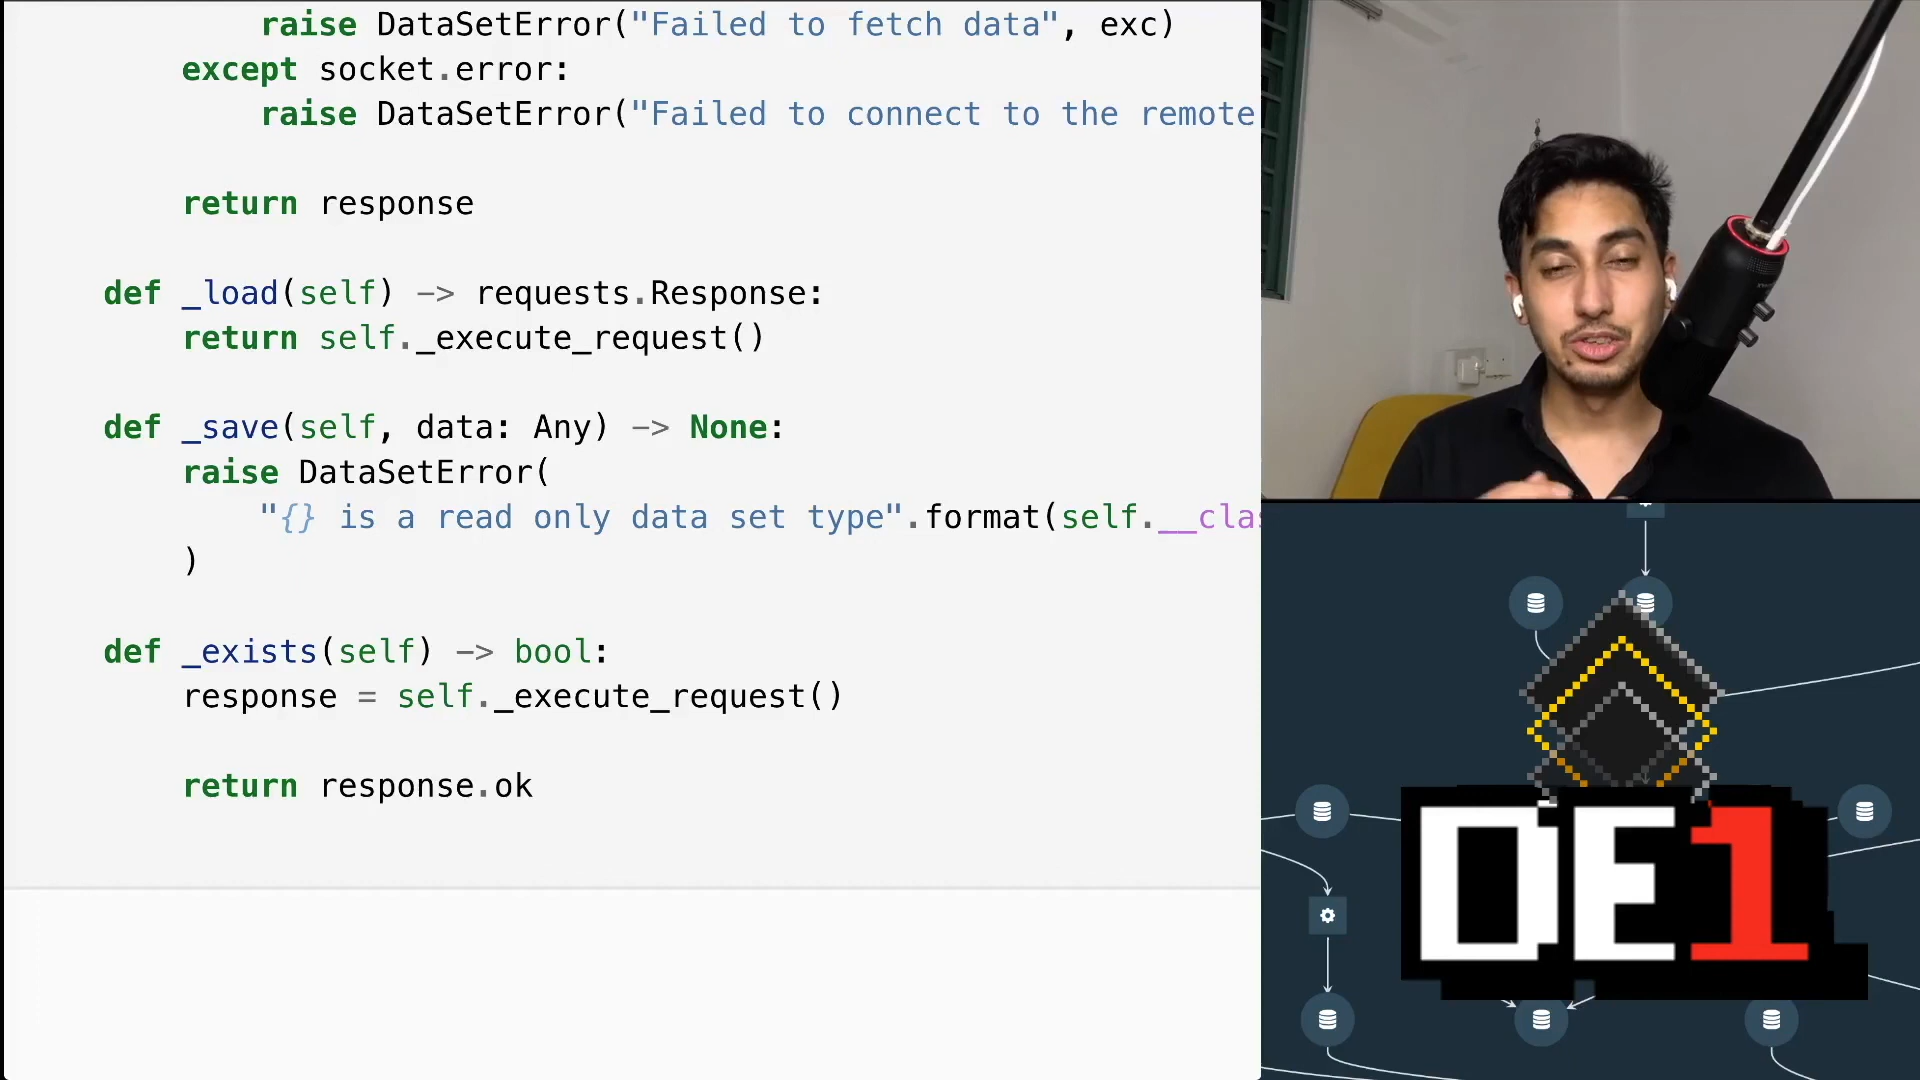 raise DataSetError("Failed to fetch data", exc)
except socket.error:
raise DataSetError("Failed to connect to the remote
return response
def _load(self) -> requests.Response:
return self._execute_request()
def _save(self, data: Any) -> None:
raise DataSetError(
"{} is a read only data set type".format(self.__clas
)
def _exists(self) -> bool:
response = self._execute_request()
return response.ok
DE1